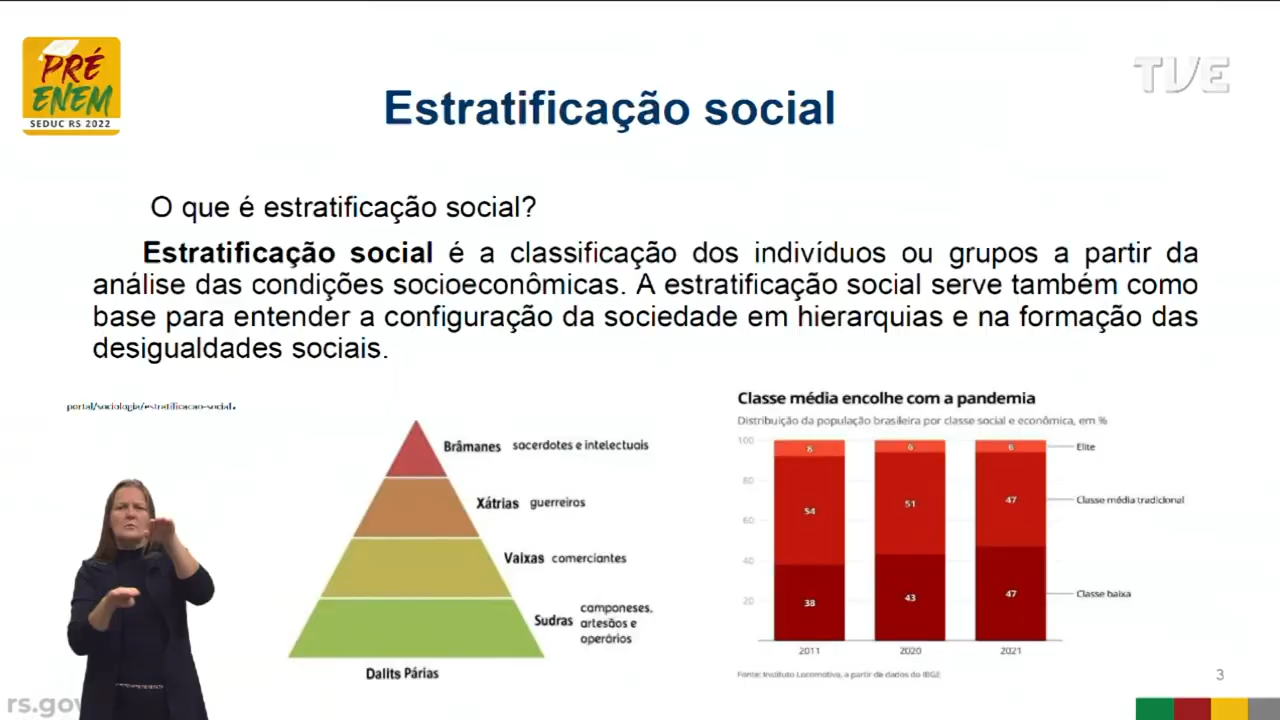 PRÉ
ENEM
SEDUC RS 2022
TVE
Estratificação social
O que é estratificação social?
Estratificação social é a classificação dos indivíduos ou grupos a partir da
análise das condições socioeconômicas. A estratificação social serve também como
base para entender a configuração da sociedade em hierarquias e na formação das
desigualdades sociais.
portal/sociologia/estratificacao-social.
Brâmanes sacerdotes e intelectuais
Xátrias guerreiros
Vaixas comerciantes
Sudras camponeses,
artesãos e
operários
Dalits Párias
Classe média encolhe com a pandemia
Distribuição da população brasileira por classe social e econômica, em %
100
80
60
40
20
8
6
6
Elite
54
51
47
Classe média tradicional
38
43
47
Classe baixa
2011
2020
2021
Fonte: Instituto Locomotiva, a partir de dados do IBGE
3
rs.gov